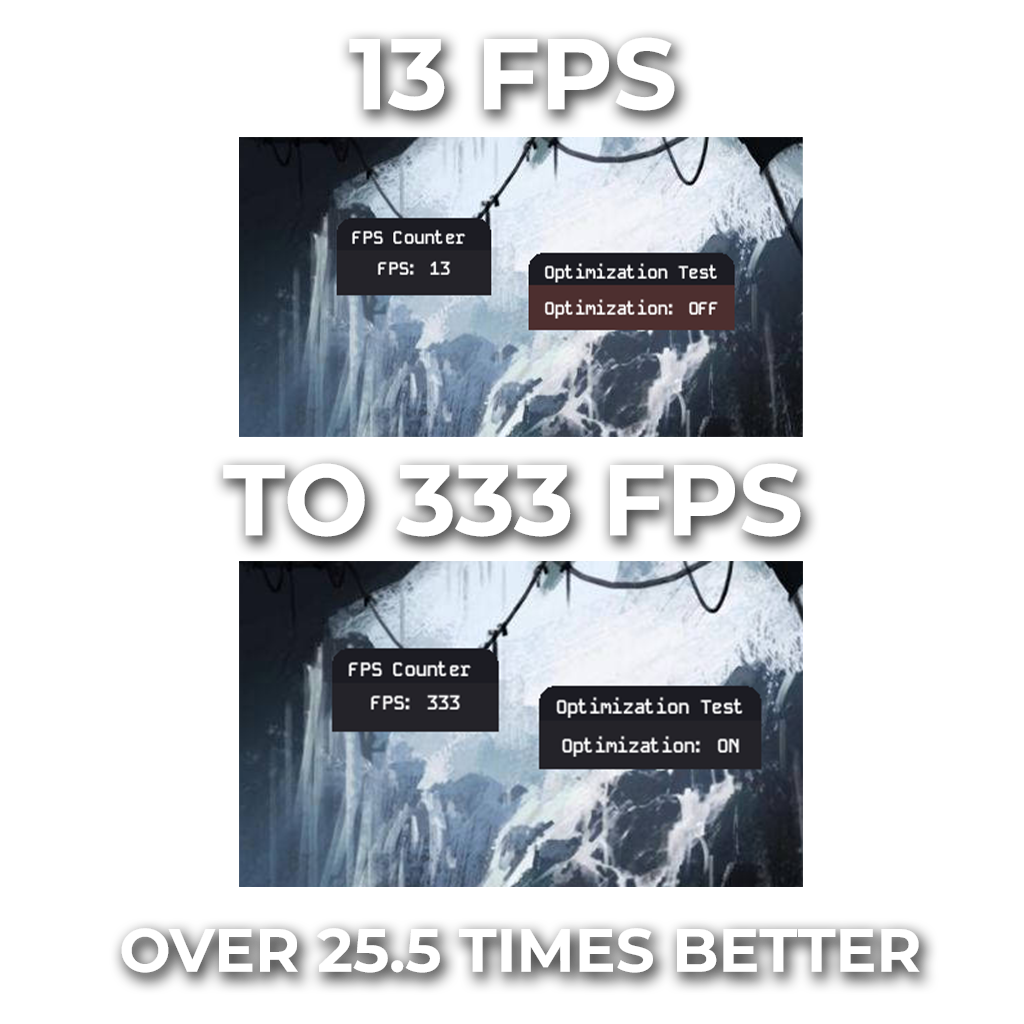 13 FPS
FPS Counter
FPS: 13
Optimization Test
Optimization: OFF
TO 333 FPS
FPS Counter
FPS: 333
Optimization Test
Optimization: ON
OVER 25.5 TIMES BETTER